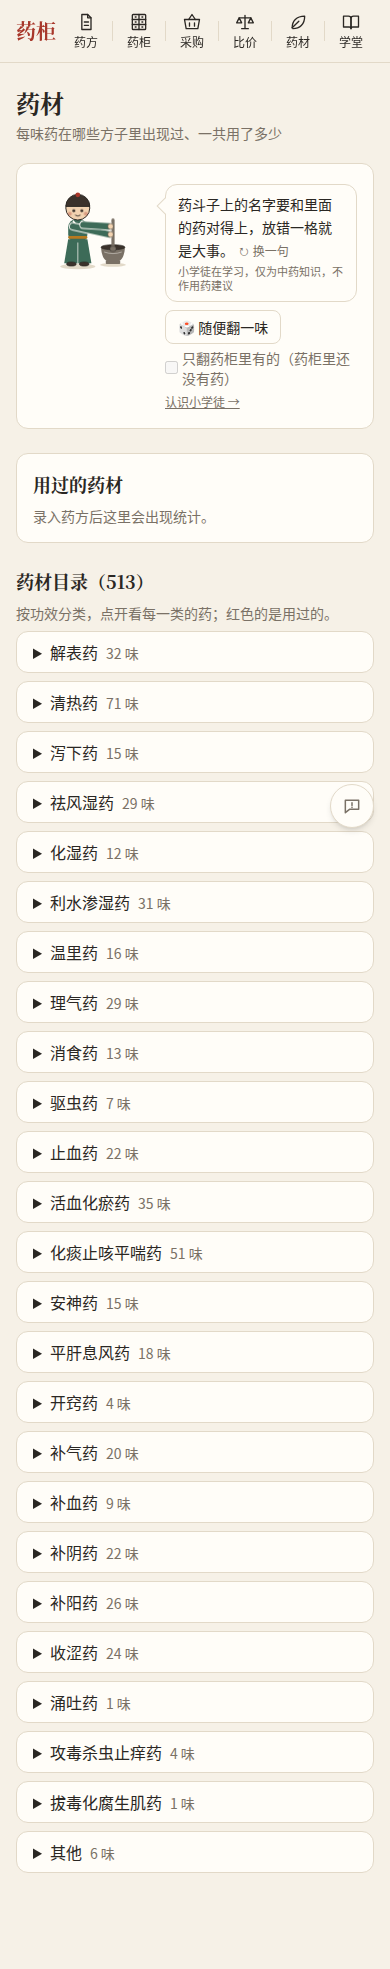 药柜
药方
药柜
采购
比价
药材
学堂
药材
每味药在哪些方子里出现过、一共用了多少
药斗子上的名字要和里面
的药对得上，放错一格就
是大事。 换一句
小学徒在学习，仅为中药知识，不
作用药建议
随便翻一味
只翻药柜里有的（药柜里还
没有药）
认识小学徒 →
用过的药材
录入药方后这里会出现统计。
药材目录（513）
按功效分类，点开看每一类的药；红色的是用过的。
解表药 32 味
清热药 71 味
泻下药 15 味
祛风湿药 29 味
化湿药 12 味
利水渗湿药 31 味
温里药 16 味
理气药 29 味
消食药 13 味
驱虫药 7 味
止血药 22 味
活血化瘀药 35 味
化痰止咳平喘药 51 味
安神药 15 味
平肝息风药 18 味
开窍药 4 味
补气药 20 味
补血药 9 味
补阴药 22 味
补阳药 26 味
收涩药 24 味
涌吐药 1 味
攻毒杀虫止痒药 4 味
拔毒化腐生肌药 1 味
其他 6 味